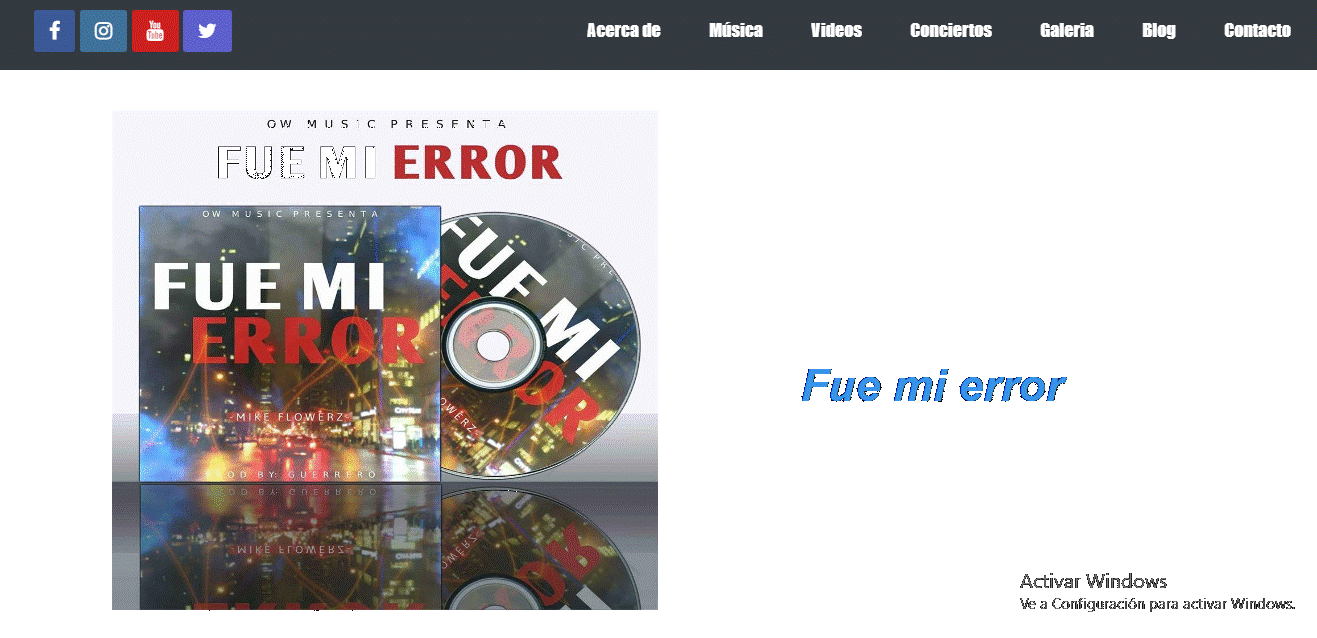 You Tube
Acerca de Música Videos Conciertos Galeria Blog Contacto
OW MUSIC PRESENTA
FUE MI ERROR
OW MUSIC PRESENTA
FUE MI
ERROR
-MIKE FLOWERZ-
OD BY: GUERRERO
FUE MI
ERROR
Fue mi error
Activar Windows
Ve a Configuración para activar Windows.